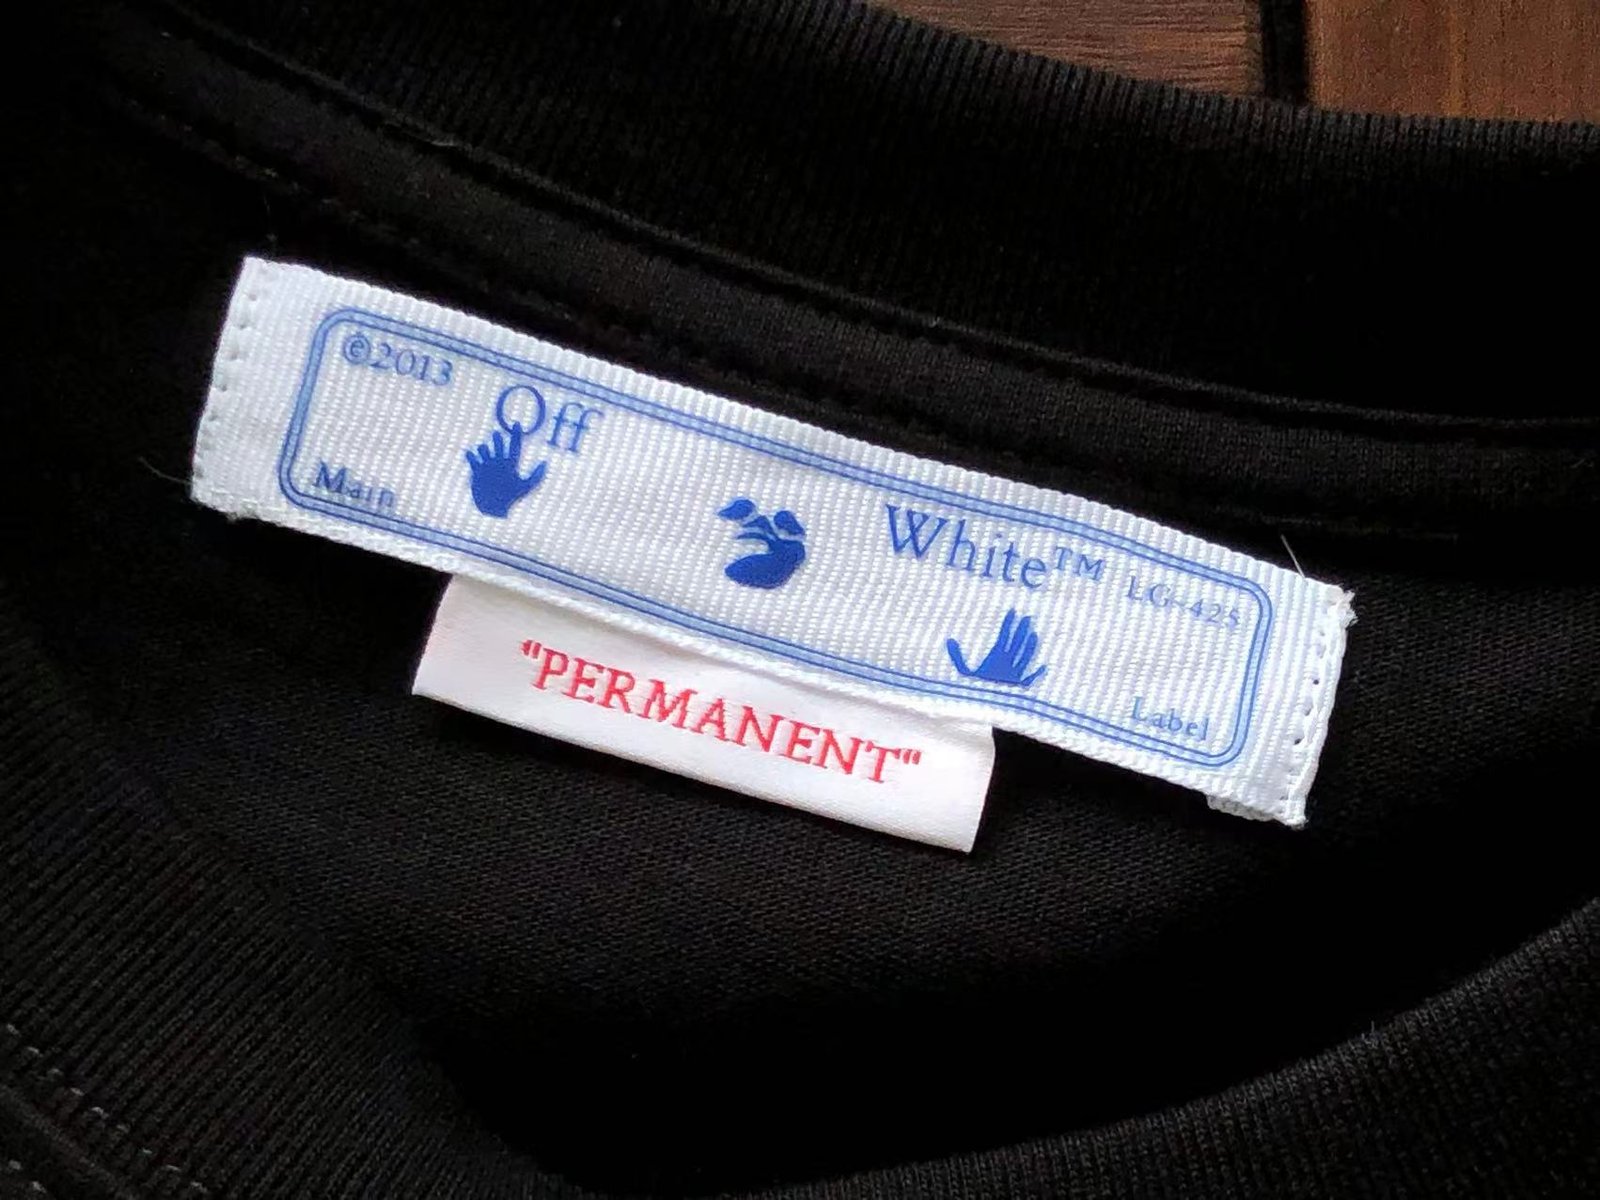 ©2013
Off
White™ LG-425
Main
Label
"PERMANENT"